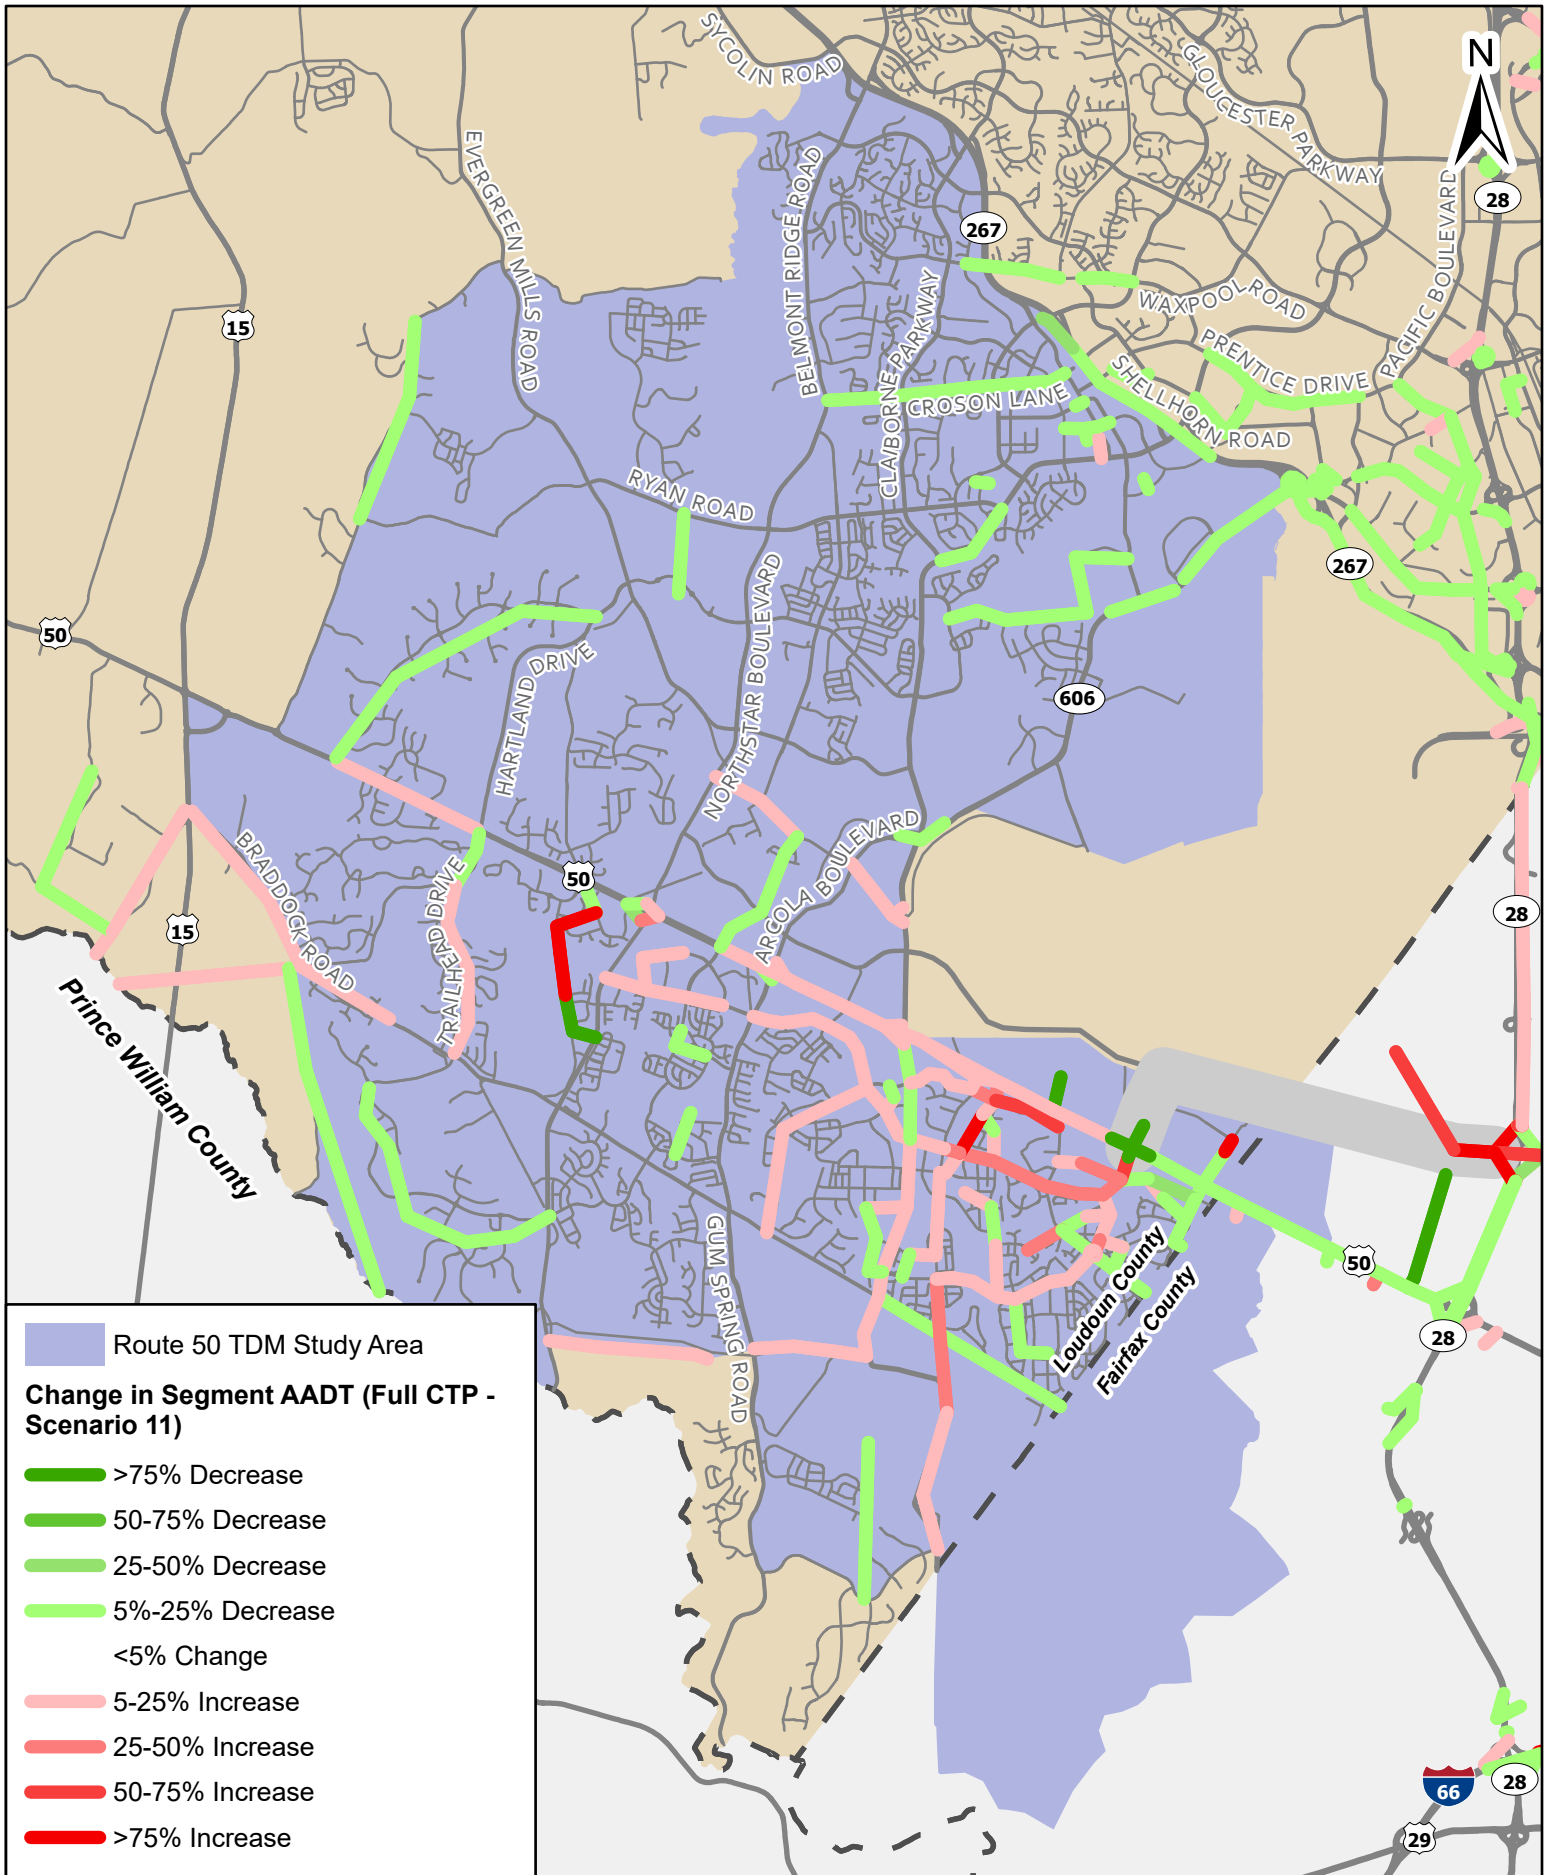 SYCOLIN ROAD
N
GLOUCESTER PARKWAY
EVERGREEN MILLS ROAD
BELMONT RIDGE ROAD
PACIFIC BOULEVARD
28
267
CLAIBORNE PARKWAY
WAXPOOL ROAD
15
PRENTICE DRIVE
SHELLHORN ROAD
CROSON LANE
RYAN ROAD
267
50
NORTHSTAR BOULEVARD
HARTLAND DRIVE
606
BRADDOCK ROAD
TRAILHEAD DRIVE
50
ARCOLA BOULEVARD
15
28
Prince William County
GUM SPRING ROAD
Loudoun County
Fairfax County
50
28
Route 50 TDM Study Area
Change in Segment AADT (Full CTP -
Scenario 11)
>75% Decrease
50-75% Decrease
25-50% Decrease
5%-25% Decrease
<5% Change
5-25% Increase
25-50% Increase
50-75% Increase
>75% Increase
66
28
29